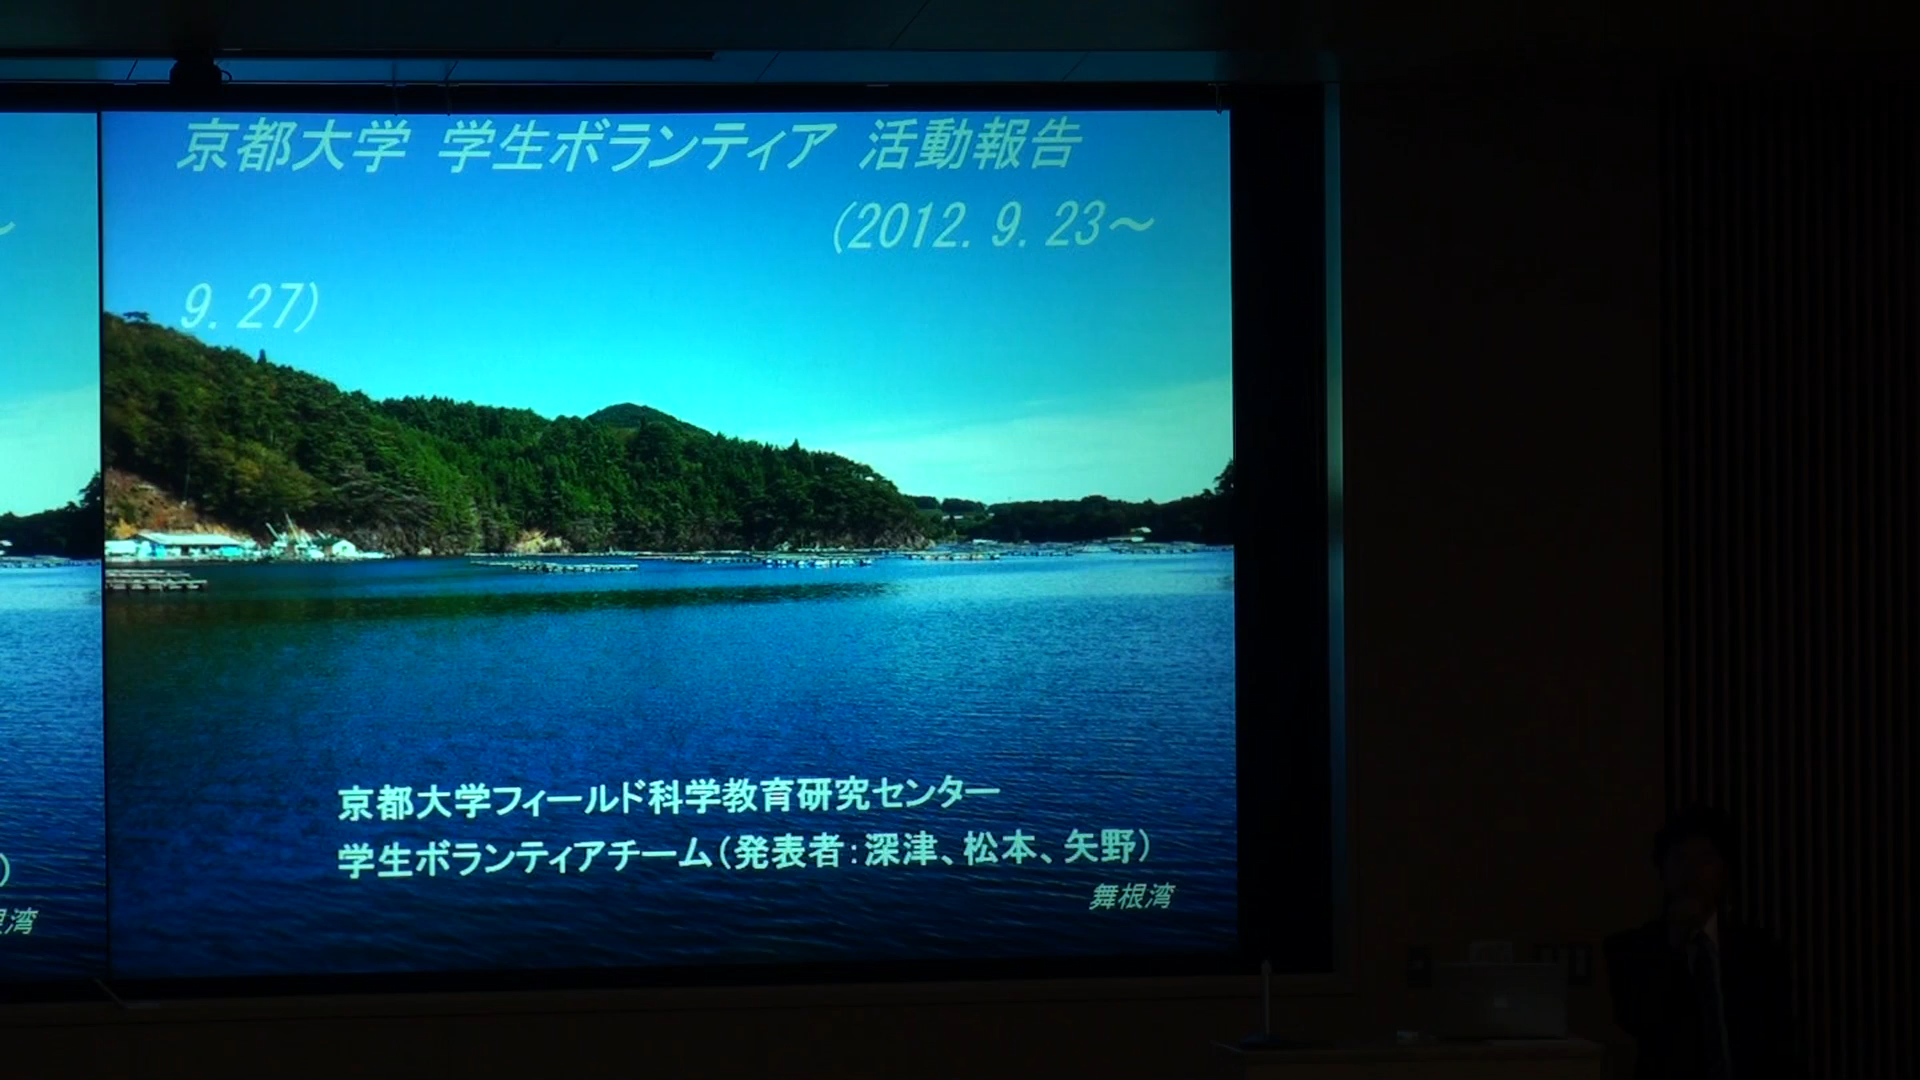 京都大学 学生ボランティア 活動報告
(2012. 9. 23～
9. 27)
京都大学フィールド科学教育研究センター
学生ボランティアチーム(発表者:深津、松本、矢野)
舞根湾
～
)
根湾